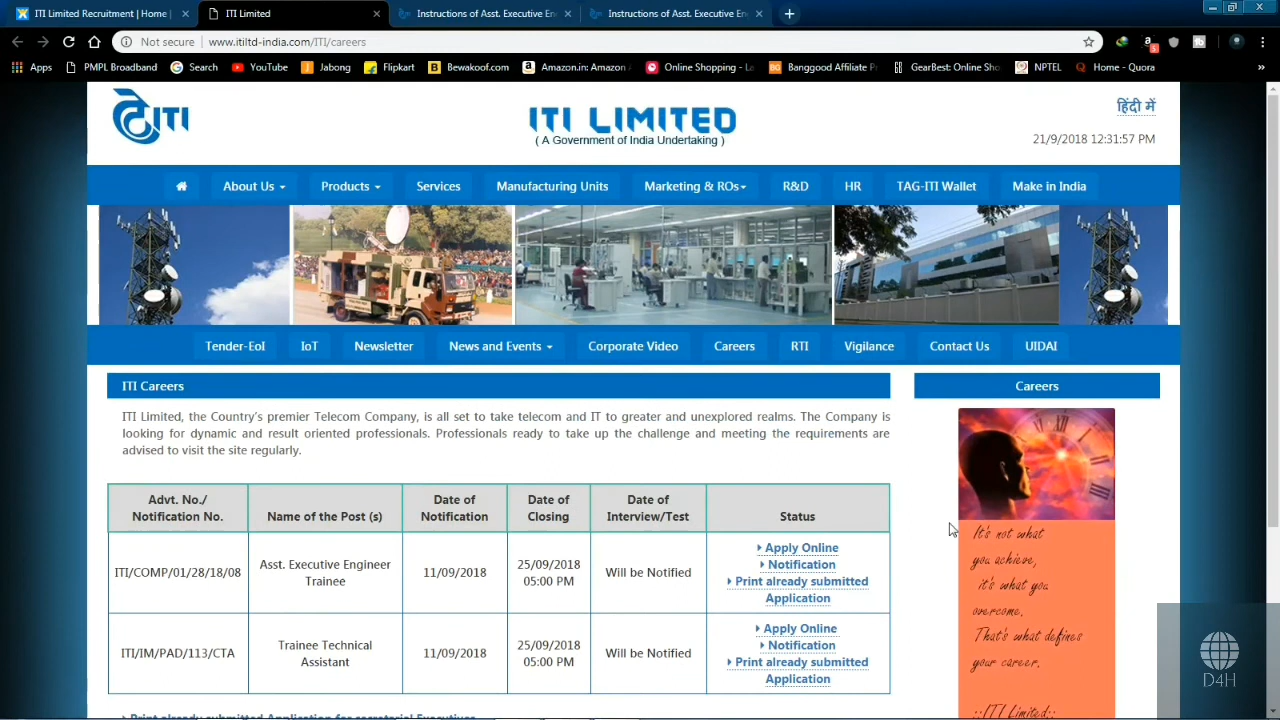 ITI Limited Recruitment | Home |
ITI Limited
Instructions of Asst. Executive En
Instructions of Asst. Executive En
Not secure | www.itiltd-india.com/ITI/careers
Apps PMPL Broadband Search YouTube Jabong Flipkart Bewakoof.com Amazon.in: Amazon Online Shopping - La Banggood Affiliate Pr GearBest: Online Sho NPTEL Home - Quora »
ITI
ITI LIMITED
( A Government of India Undertaking )
हिंदी में
21/9/2018 12:31:57 PM
About Us Products Services Manufacturing Units Marketing & ROs R&D HR TAG-ITI Wallet Make in India
Tender-EoI IoT Newsletter News and Events Corporate Video Careers RTI Vigilance Contact Us UIDAI
ITI Careers
ITI Limited, the Country's premier Telecom Company, is all set to take telecom and IT to greater and unexplored realms. The Company is
looking for dynamic and result oriented professionals. Professionals ready to take up the challenge and meeting the requirements are
advised to visit the site regularly.
Advt. No./
Notification No.
Name of the Post (s)
Date of
Notification
Date of
Closing
Date of
Interview/Test
Status
ITI/COMP/01/28/18/08
Asst. Executive Engineer
Trainee
11/09/2018
25/09/2018
05:00 PM
Will be Notified
Apply Online
Notification
Print already submitted
Application
ITI/IM/PAD/113/CTA
Trainee Technical
Assistant
11/09/2018
25/09/2018
05:00 PM
Will be Notified
Apply Online
Notification
Print already submitted
Application
Print already submitted Application for secretarial Executives
Careers
It's not what
you achieve,
it's what you
overcome.
That's what defines
your career.
::ITI Limited::
D4H